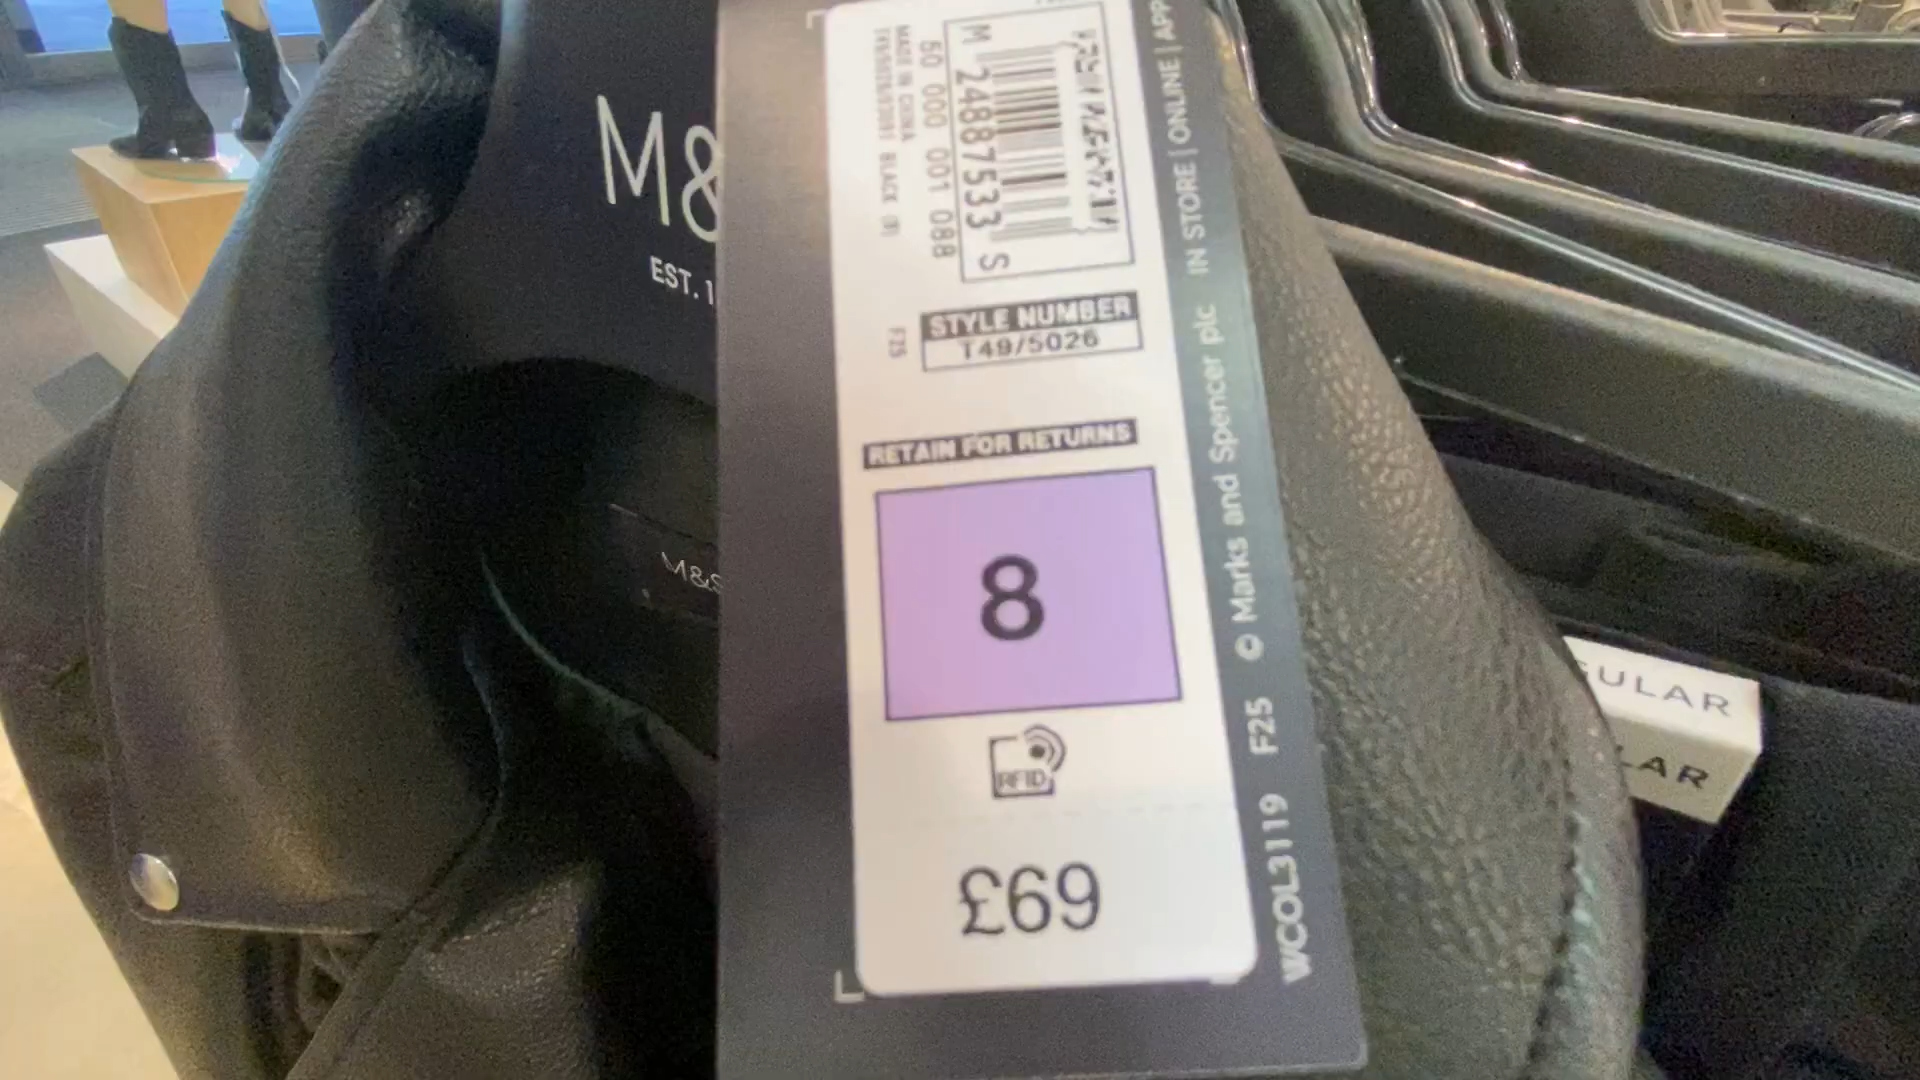 M&
EST. 1
M&S
M 24887533 S
50 000 001 088
MADE IN CHINA
BLACK
F25
STYLE NUMBER
T49/5026
RETAIN FOR RETURNS
8
RFID
£69
WCOL3119 F25 © Marks and Spencer plc IN STORE | ONLINE | APP
GULAR
LAR